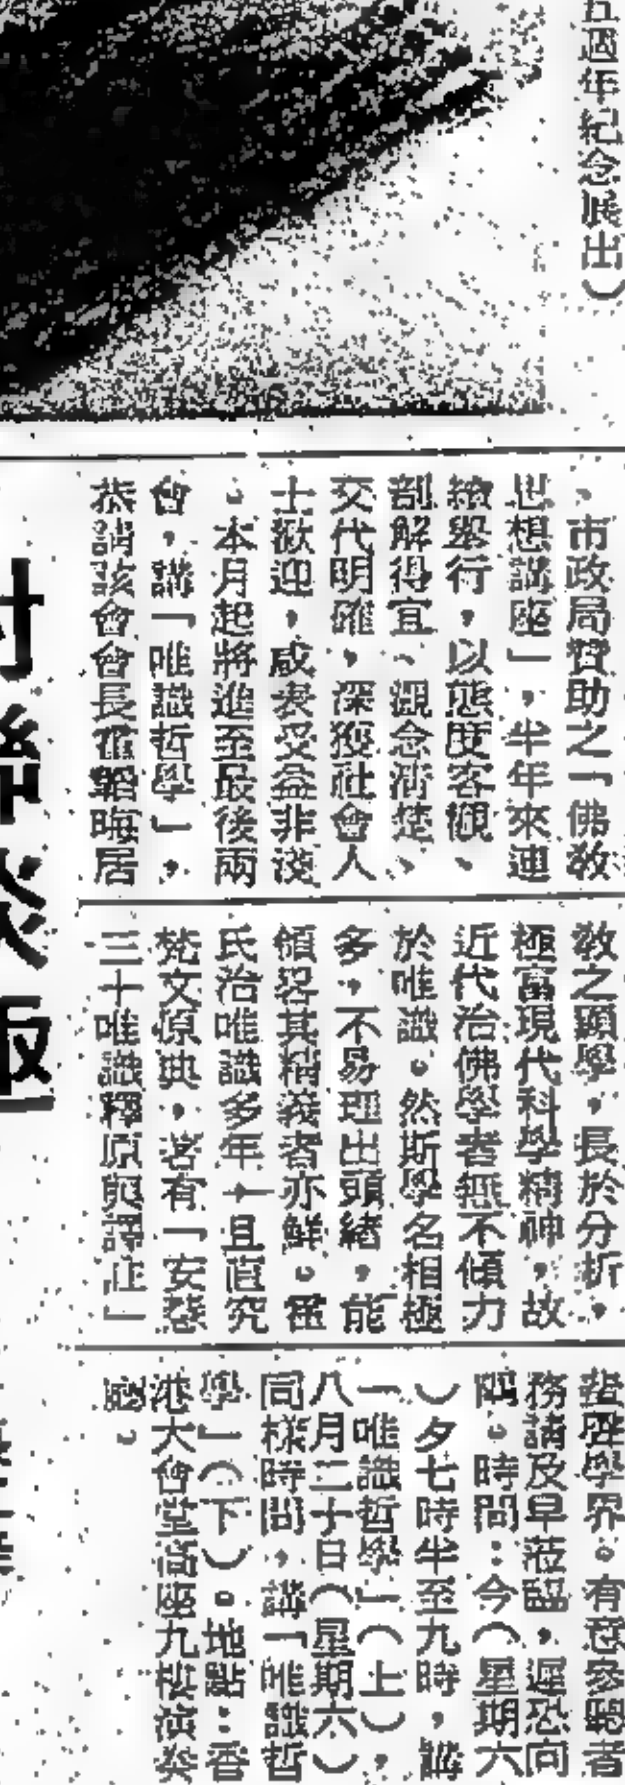 五週年紀念展出）
、市政局贊助之「佛敎
思想講座」，半年來連
續舉行，以態度客觀、
剖解得宜、觀念清楚、
交代明確，深獲社會人
士歡迎，咸表受益非淺
。本月起將進至最後兩
會，講「唯識哲學」，
恭請該會會長霍韜晦居
敎之顯學，長於分析，
極富現代科學精神，故
近代治佛學者無不傾力
於唯識。然斯學名相極
多，不易理出頭緒，能
領畧其精義者亦鮮。霍
氏治唯識多年，且直究
梵文原典，著有「安慧
三十唯識釋原典譯註」
學界。有意參聽者
務請及早蒞臨，遲恐向
隅。時間：今（星期六
）夕七時半至九時，講
「唯識哲學」（上），
八月二十日（星期六）
同樣時間，講「唯識哲
學」（下）。地點：香
港大會堂高座九樓演奏
廳。
對聯談趣